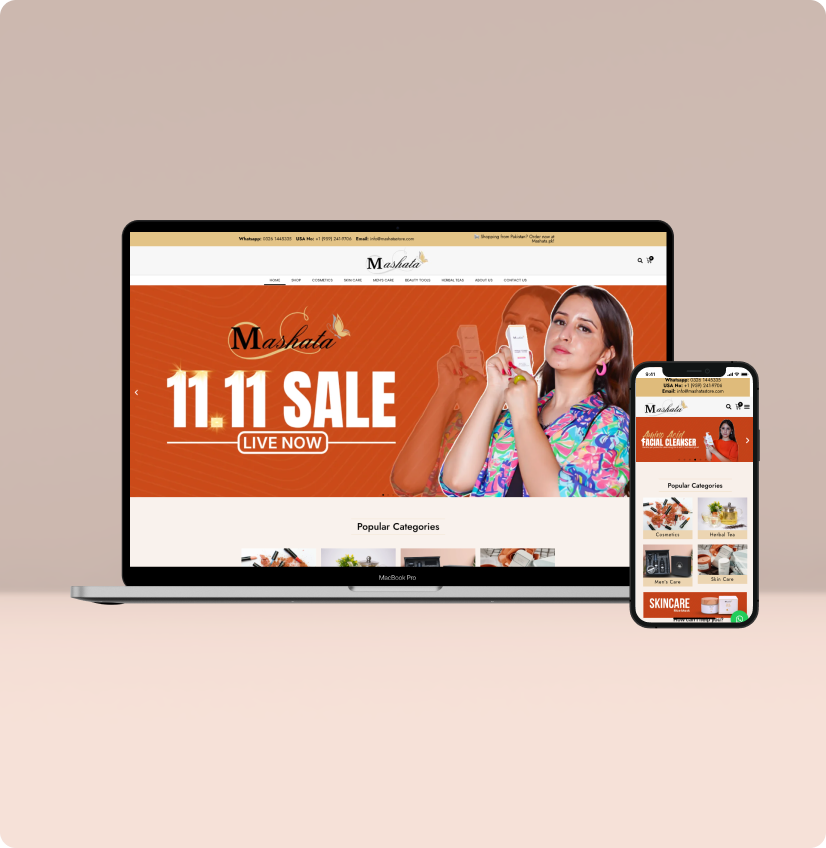 Whatsapp: 0326 1445335 USA No: +1 (959) 241-9706 Email: info@mashatastore.com
Shopping from Pakistan? Order now at
Mashata.pk!
Mashata
HOME SHOP COSMETICS SKIN CARE MEN'S CARE BEAUTY TOOLS HERBAL TEAS ABOUT US CONTACT US
Mashata
11.11 SALE
LIVE NOW
Popular Categories
MacBook Pro
9:41
Whatsapp: 0326 1445335
USA No: +1 (959) 241-9706
Email: info@mashatastore.com
Mashata
Amino Acid
FACIAL CLEANSER
Popular Categories
Cosmetics
Herbal Tea
Men's Care
Skin Care
SKINCARE